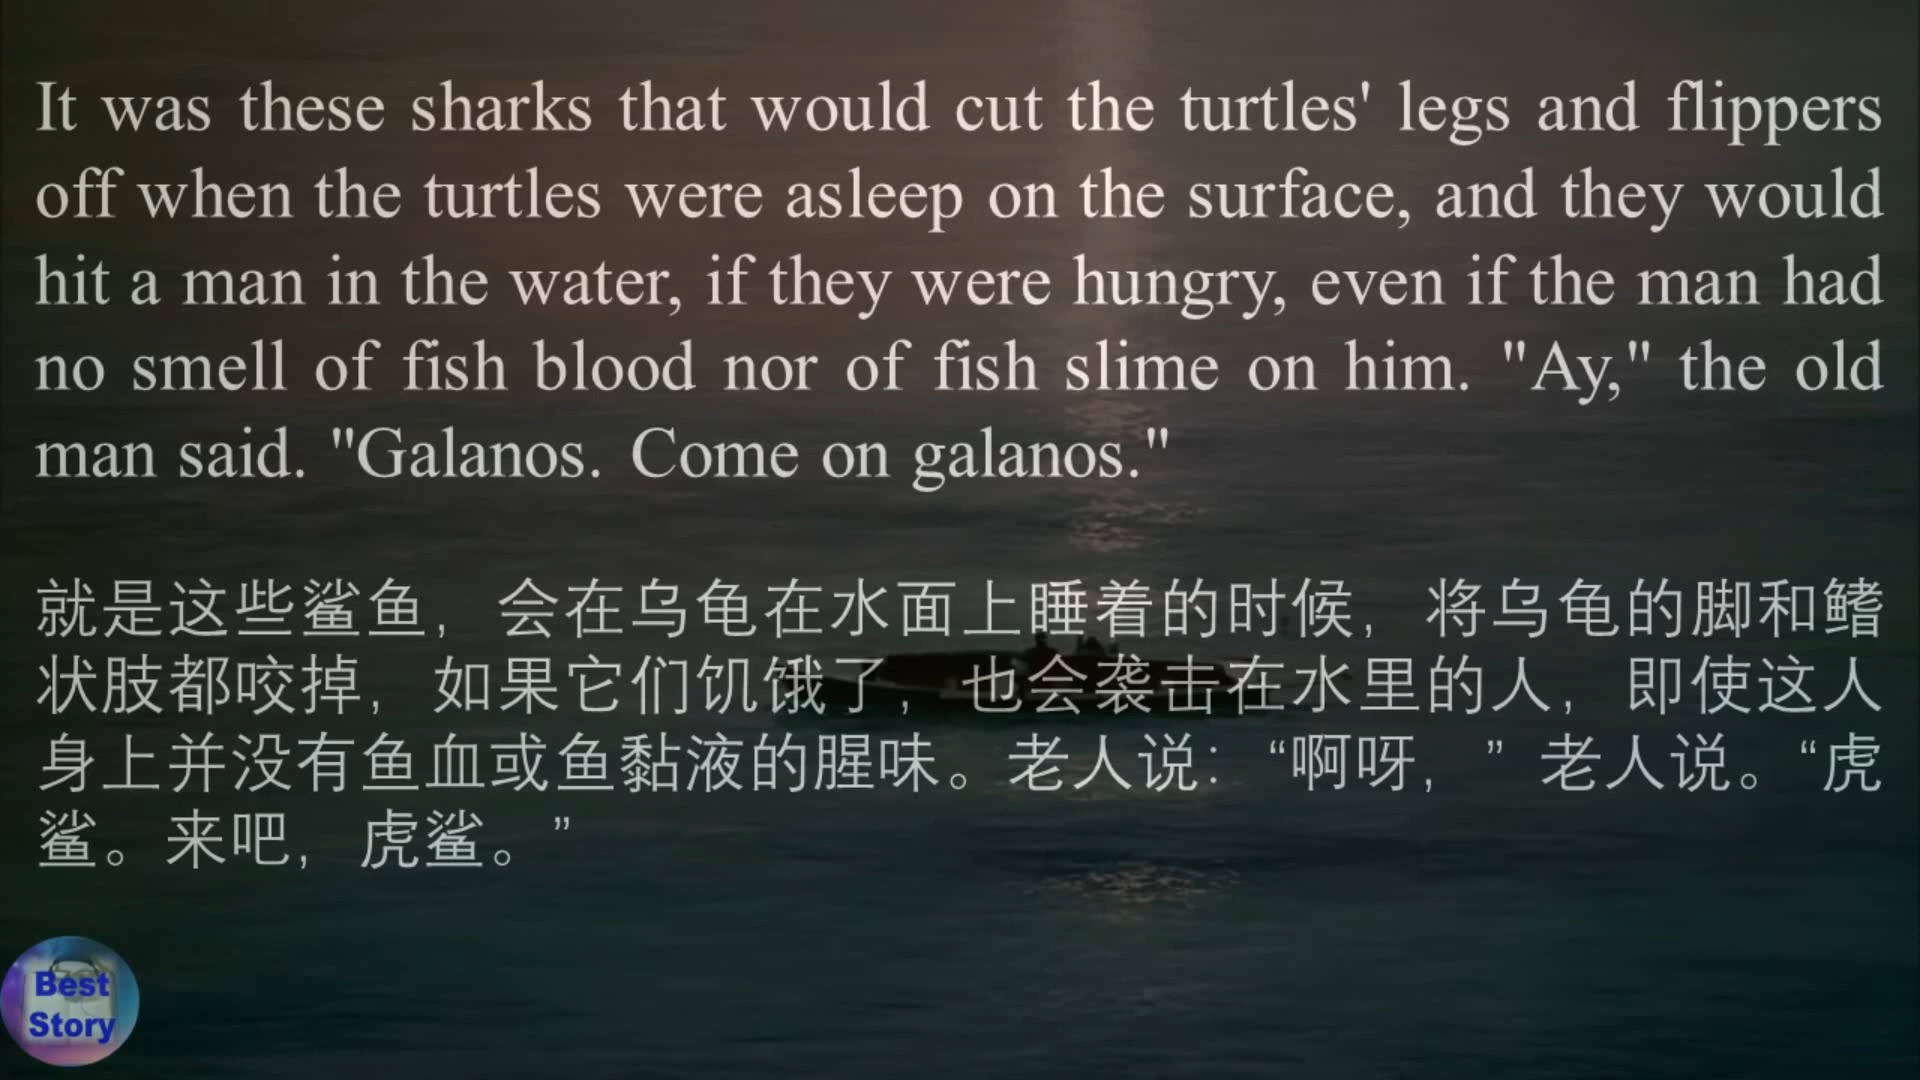 It was these sharks that would cut the turtles' legs and flippers
off when the turtles were asleep on the surface, and they would
hit a man in the water, if they were hungry, even if the man had
no smell of fish blood nor of fish slime on him. "Ay," the old
man said. "Galanos. Come on galanos."
就是这些鲨鱼，会在乌龟在水面上睡着的时候，将乌龟的脚和鳍
状肢都咬掉，如果它们饥饿了，也会袭击在水里的人，即使这人
身上并没有鱼血或鱼黏液的腥味。老人说：“啊呀，”老人说。“虎
鲨。来吧，虎鲨。”
Best
Story